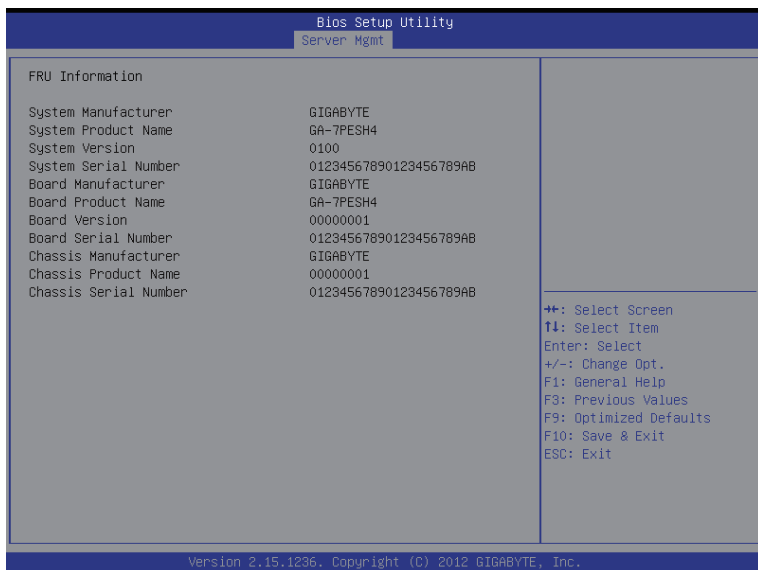 Bios Setup Utility
Server Mgmt
FRU Information
System Manufacturer GIGABYTE
System Product Name GA-7PESH4
System Version 0100
System Serial Number 01234567890123456789AB
Board Manufacturer GIGABYTE
Board Product Name GA-7PESH4
Board Version 00000001
Board Serial Number 01234567890123456789AB
Chassis Manufacturer GIGABYTE
Chassis Product Name 00000001
Chassis Serial Number 01234567890123456789AB
→←: Select Screen
↑↓: Select Item
Enter: Select
+/-: Change Opt.
F1: General Help
F3: Previous Values
F9: Optimized Defaults
F10: Save & Exit
ESC: Exit
Version 2.15.1236. Copyright (C) 2012 GIGABYTE, Inc.